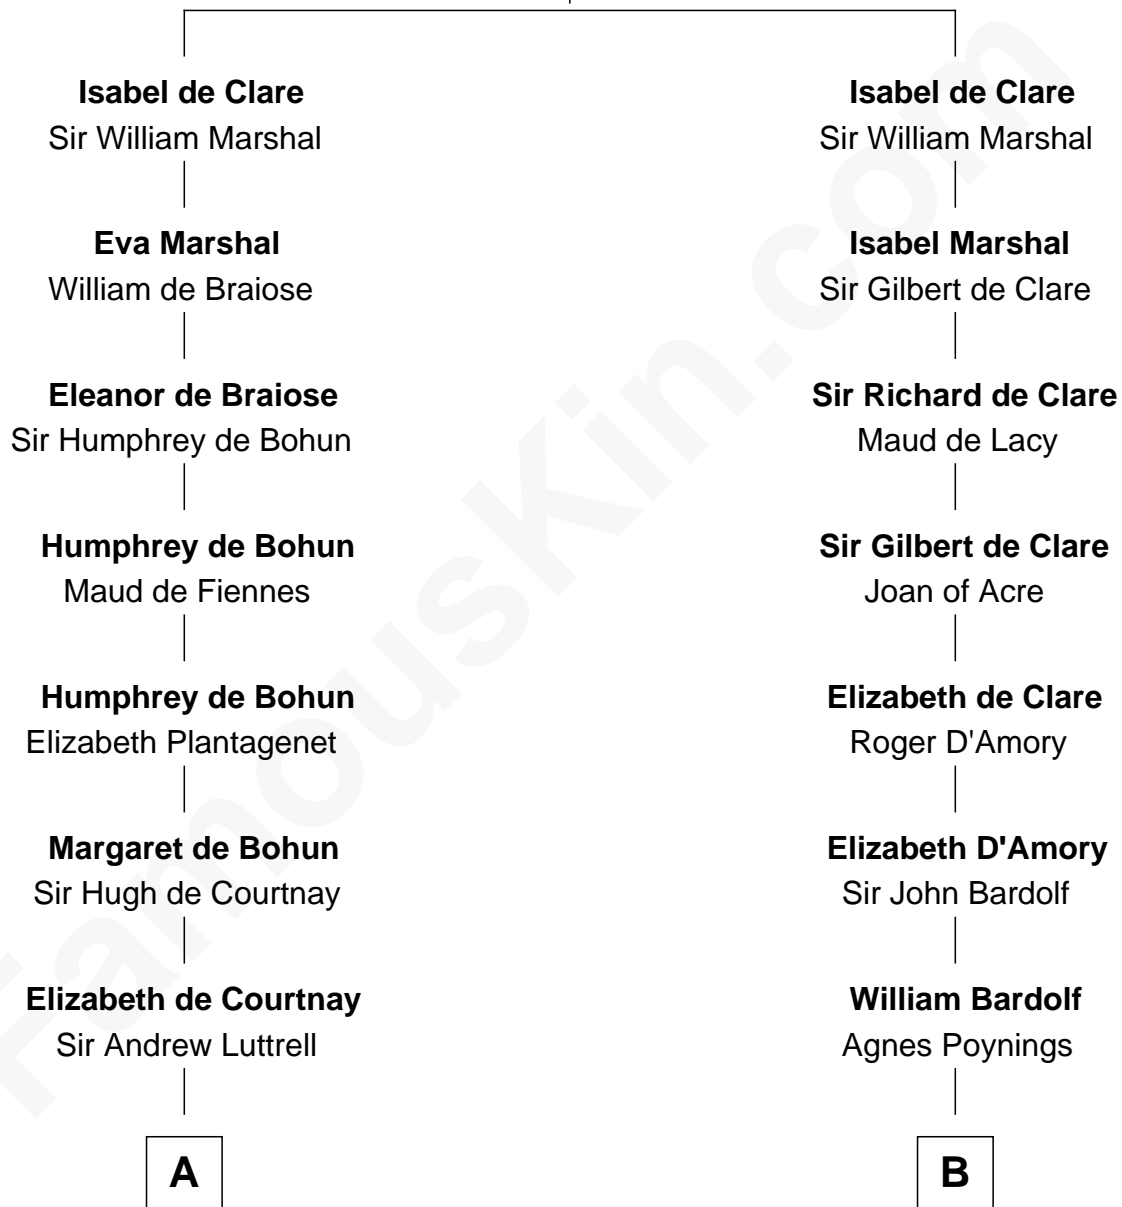 Isabel de Clare
Sir William Marshal
Eva Marshal
William de Braiose
Eleanor de Braiose
Sir Humphrey de Bohun
Humphrey de Bohun
Maud de Fiennes
Humphrey de Bohun
Elizabeth Plantagenet
Margaret de Bohun
Sir Hugh de Courtnay
Elizabeth de Courtnay
Sir Andrew Luttrell
A
Isabel de Clare
Sir William Marshal
Isabel Marshal
Sir Gilbert de Clare
Sir Richard de Clare
Maud de Lacy
Sir Gilbert de Clare
Joan of Acre
Elizabeth de Clare
Roger D'Amory
Elizabeth D'Amory
Sir John Bardolf
William Bardolf
Agnes Poynings
B
FamousKin.com